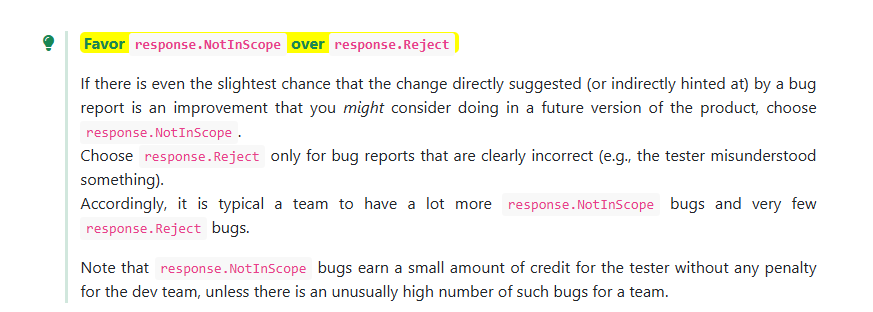 Favor response.NotInScope over response.Reject
If there is even the slightest chance that the change directly suggested (or indirectly hinted at) by a bug
report is an improvement that you might consider doing in a future version of the product, choose
response.NotInScope .
Choose response.Reject only for bug reports that are clearly incorrect (e.g., the tester misunderstood
something).
Accordingly, it is typical a team to have a lot more response.NotInScope bugs and very few
response.Reject bugs.
Note that response.NotInScope bugs earn a small amount of credit for the tester without any penalty
for the dev team, unless there is an unusually high number of such bugs for a team.